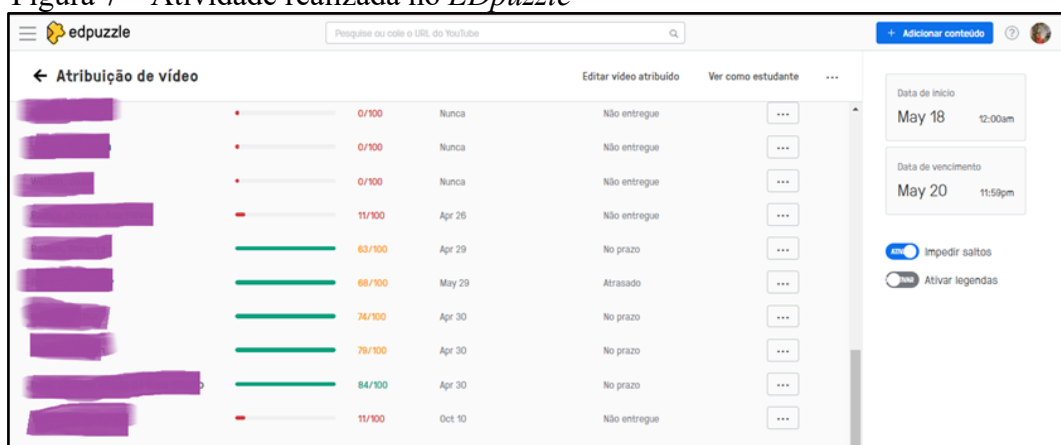 Figura 7 – Atividade realizada no EDpuzzle
edpuzzle
Pesquise ou cole o URL do YouTube
+ Adicionar conteúdo
Atribuição de vídeo
Editar vídeo atribuído
Ver como estudante
...
0/100 Nunca Não entregue ...
0/100 Nunca Não entregue ...
0/100 Nunca Não entregue ...
11/100 Apr 26 Não entregue ...
63/100 Apr 29 No prazo ...
68/100 May 29 Atrasado ...
74/100 Apr 30 No prazo ...
79/100 Apr 30 No prazo ...
84/100 Apr 30 No prazo ...
11/100 Oct 10 Não entregue ...
Data de início
May 18 12:00am
Data de vencimento
May 20 11:59pm
Impedir saltos
Ativar legendas